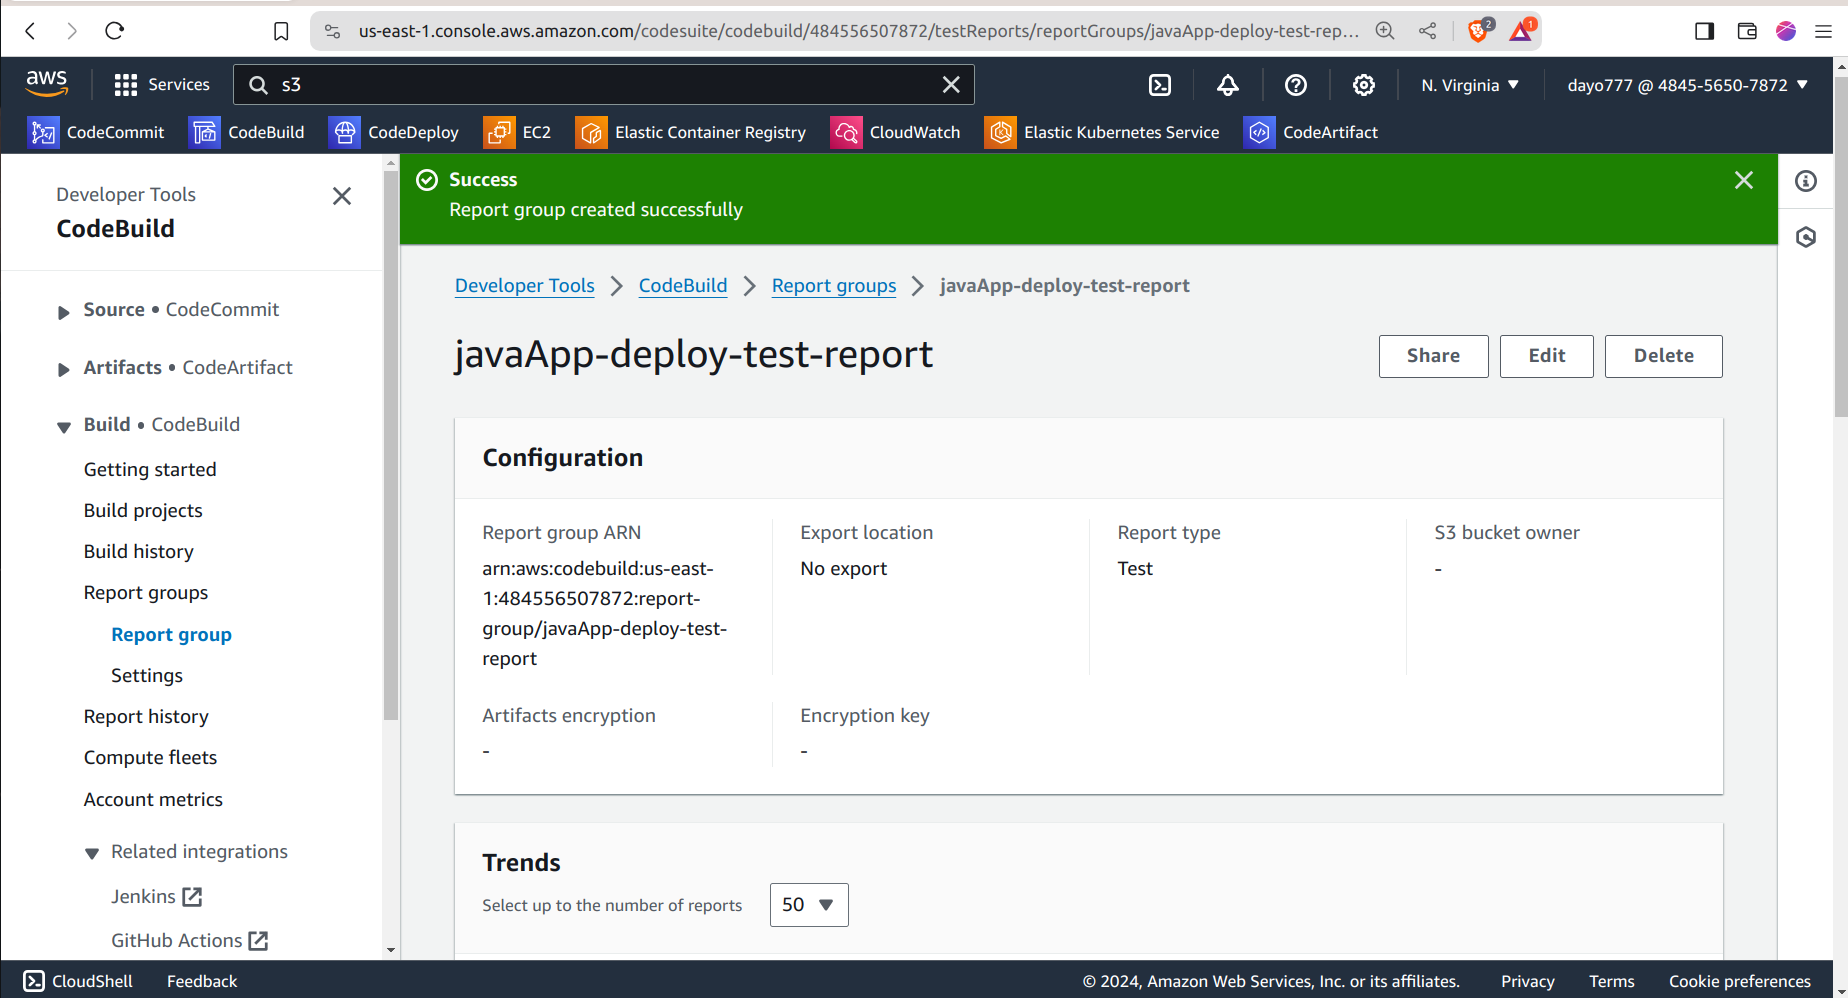 us-east-1.console.aws.amazon.com/codesuite/codebuild/484556507872/testReports/reportGroups/javaApp-deploy-test-rep...
2
1
aws
Services
s3
N. Virginia
dayo777 @ 4845-5650-7872
CodeCommit
CodeBuild
CodeDeploy
EC2
Elastic Container Registry
CloudWatch
Elastic Kubernetes Service
CodeArtifact
Developer Tools
CodeBuild
Source • CodeCommit
Artifacts • CodeArtifact
Build • CodeBuild
Getting started
Build projects
Build history
Report groups
Report group
Settings
Report history
Compute fleets
Account metrics
Related integrations
Jenkins
GitHub Actions
Success
Report group created successfully
Developer Tools
CodeBuild
Report groups
javaApp-deploy-test-report
javaApp-deploy-test-report
Share
Edit
Delete
Configuration
Report group ARN
arn:aws:codebuild:us-east-
1:484556507872:report-
group/javaApp-deploy-test-
report
Export location
No export
Report type
Test
S3 bucket owner
-
Artifacts encryption
-
Encryption key
-
Trends
Select up to the number of reports
50
CloudShell
Feedback
© 2024, Amazon Web Services, Inc. or its affiliates.
Privacy
Terms
Cookie preferences